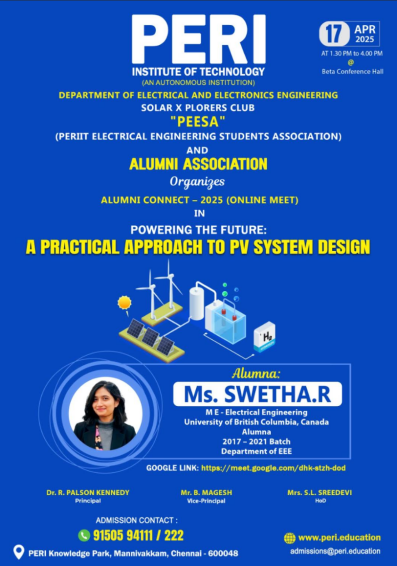 PERI
INSTITUTE OF TECHNOLOGY
(AN AUTONOMOUS INSTITUTION)
17 APR 2025
AT 1.30 PM to 4.00 PM
@
Beta Conference Hall
DEPARTMENT OF ELECTRICAL AND ELECTRONICS ENGINEERING
SOLAR X PLORERS CLUB
"PEESA"
(PERIIT ELECTRICAL ENGINEERING STUDENTS ASSOCIATION)
AND
ALUMNI ASSOCIATION
Organizes
ALUMNI CONNECT – 2025 (ONLINE MEET)
IN
POWERING THE FUTURE:
A PRACTICAL APPROACH TO PV SYSTEM DESIGN
H₂
Alumna:
Ms. SWETHA.R
M E - Electrical Engineering
University of British Columbia, Canada
Alumna
2017 – 2021 Batch
Department of EEE
GOOGLE LINK: https://meet.google.com/dhk-stzh-dod
Dr. R. PALSON KENNEDY
Principal
Mr. B. MAGESH
Vice-Principal
Mrs. S.L. SREEDEVI
HoD
ADMISSION CONTACT :
91505 94111 / 222
PERI Knowledge Park, Mannivakkam, Chennai - 600048
www.peri.education
admissions@peri.education